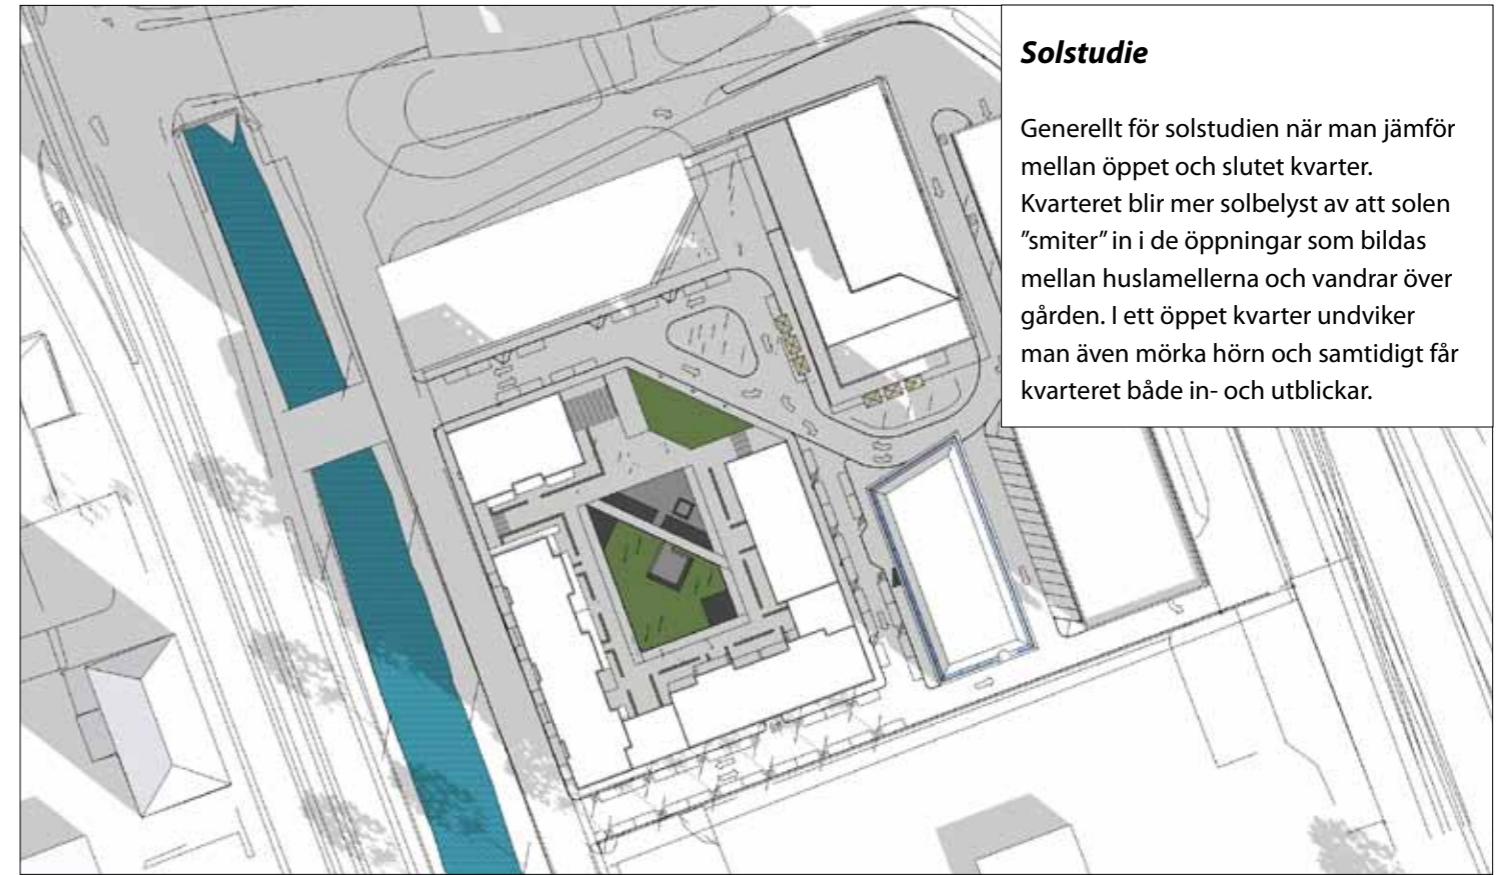 Solstudie
Generellt för solstudien när man jämför
mellan öppet och slutet kvarter.
Kvarteret blir mer solbelyst av att solen
”smiter” in i de öppningar som bildas
mellan huslamellerna och vandrar över
gården. I ett öppet kvarter undviker
man även mörka hörn och samtidigt får
kvarteret både in- och utblickar.